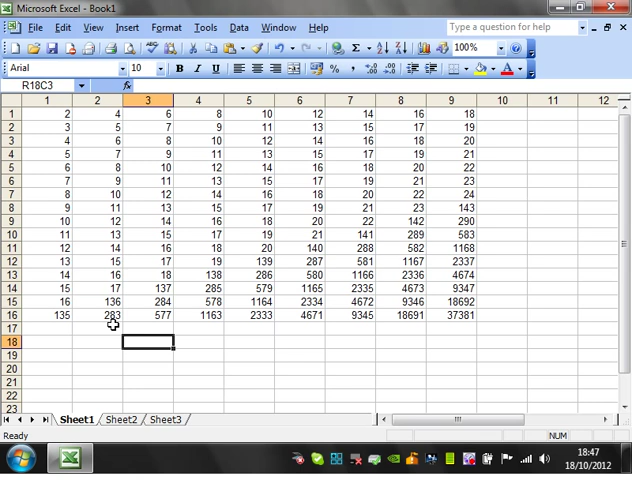 Microsoft Excel - Book1
File Edit View Insert Format Tools Data Window Help Type a question for help
Σ 100%
Arial 10 B I U % ,
R18C3 fx
1 2 3 4 5 6 7 8 9 10 11 12
1 2 4 6 8 10 12 14 16 18
2 3 5 7 9 11 13 15 17 19
3 4 6 8 10 12 14 16 18 20
4 5 7 9 11 13 15 17 19 21
5 6 8 10 12 14 16 18 20 22
6 7 9 11 13 15 17 19 21 23
7 8 10 12 14 16 18 20 22 24
8 9 11 13 15 17 19 21 23 143
9 10 12 14 16 18 20 22 142 290
10 11 13 15 17 19 21 141 289 583
11 12 14 16 18 20 140 288 582 1168
12 13 15 17 19 139 287 581 1167 2337
13 14 16 18 138 286 580 1166 2336 4674
14 15 17 137 285 579 1165 2335 4673 9347
15 16 136 284 578 1164 2334 4672 9346 18692
16 135 283 577 1163 2333 4671 9345 18691 37381
17
18
19
20
21
22
23
Sheet1 Sheet2 Sheet3
Ready NUM
18:47
18/10/2012